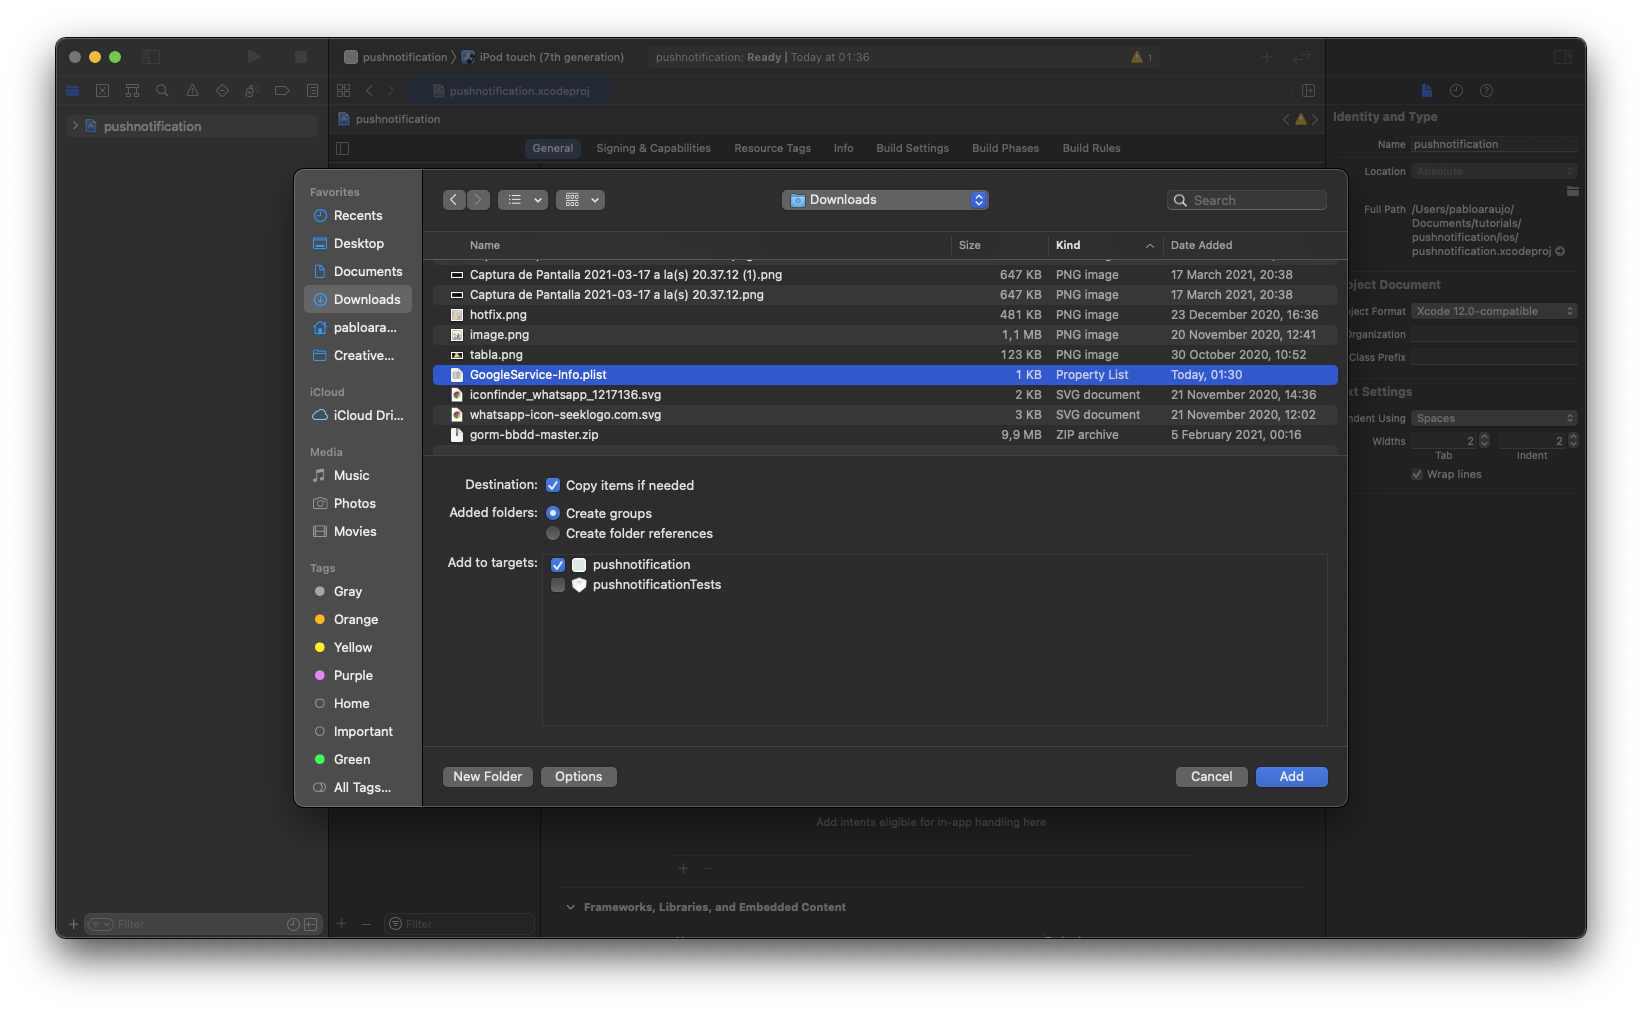 pushnotification 〉 iPod touch (7th generation)
pushnotification: Ready | Today at 01:36
1
pushnotification.xcodeproj
pushnotification
pushnotification
General
Signing & Capabilities
Resource Tags
Info
Build Settings
Build Phases
Build Rules
Identity and Type
Name pushnotification
Location Absolute
Full Path /Users/pabloaraujo/
Documents/tutorials/
pushnotification/ios/
pushnotification.xcodeproj
oject Document
oject Format Xcode 12.0-compatible
Organization
Class Prefix
xt Settings
ndent Using Spaces
Widths 2 2
Tab Indent
Wrap lines
Favorites
Recents
Desktop
Documents
Downloads
pabloara...
Creative...
iCloud
iCloud Dri...
Media
Music
Photos
Movies
Tags
Gray
Orange
Yellow
Purple
Home
Important
Green
All Tags...
Downloads
Search
Name Size Kind Date Added
Captura de Pantalla 2021-03-17 a la(s) 20.37.12 (1).png 647 KB PNG image 17 March 2021, 20:38
Captura de Pantalla 2021-03-17 a la(s) 20.37.12.png 647 KB PNG image 17 March 2021, 20:38
hotfix.png 481 KB PNG image 23 December 2020, 16:36
image.png 1,1 MB PNG image 20 November 2020, 12:41
tabla.png 123 KB PNG image 30 October 2020, 10:52
GoogleService-Info.plist 1 KB Property List Today, 01:30
iconfinder_whatsapp_1217136.svg 2 KB SVG document 21 November 2020, 14:36
whatsapp-icon-seeklogo.com.svg 3 KB SVG document 21 November 2020, 12:02
gorm-bbdd-master.zip 9,9 MB ZIP archive 5 February 2021, 00:16
Destination: Copy items if needed
Added folders: Create groups
Create folder references
Add to targets: pushnotification
pushnotificationTests
New Folder
Options
Cancel
Add
Add intents eligible for in-app handling here
Frameworks, Libraries, and Embedded Content
Filter
Filter